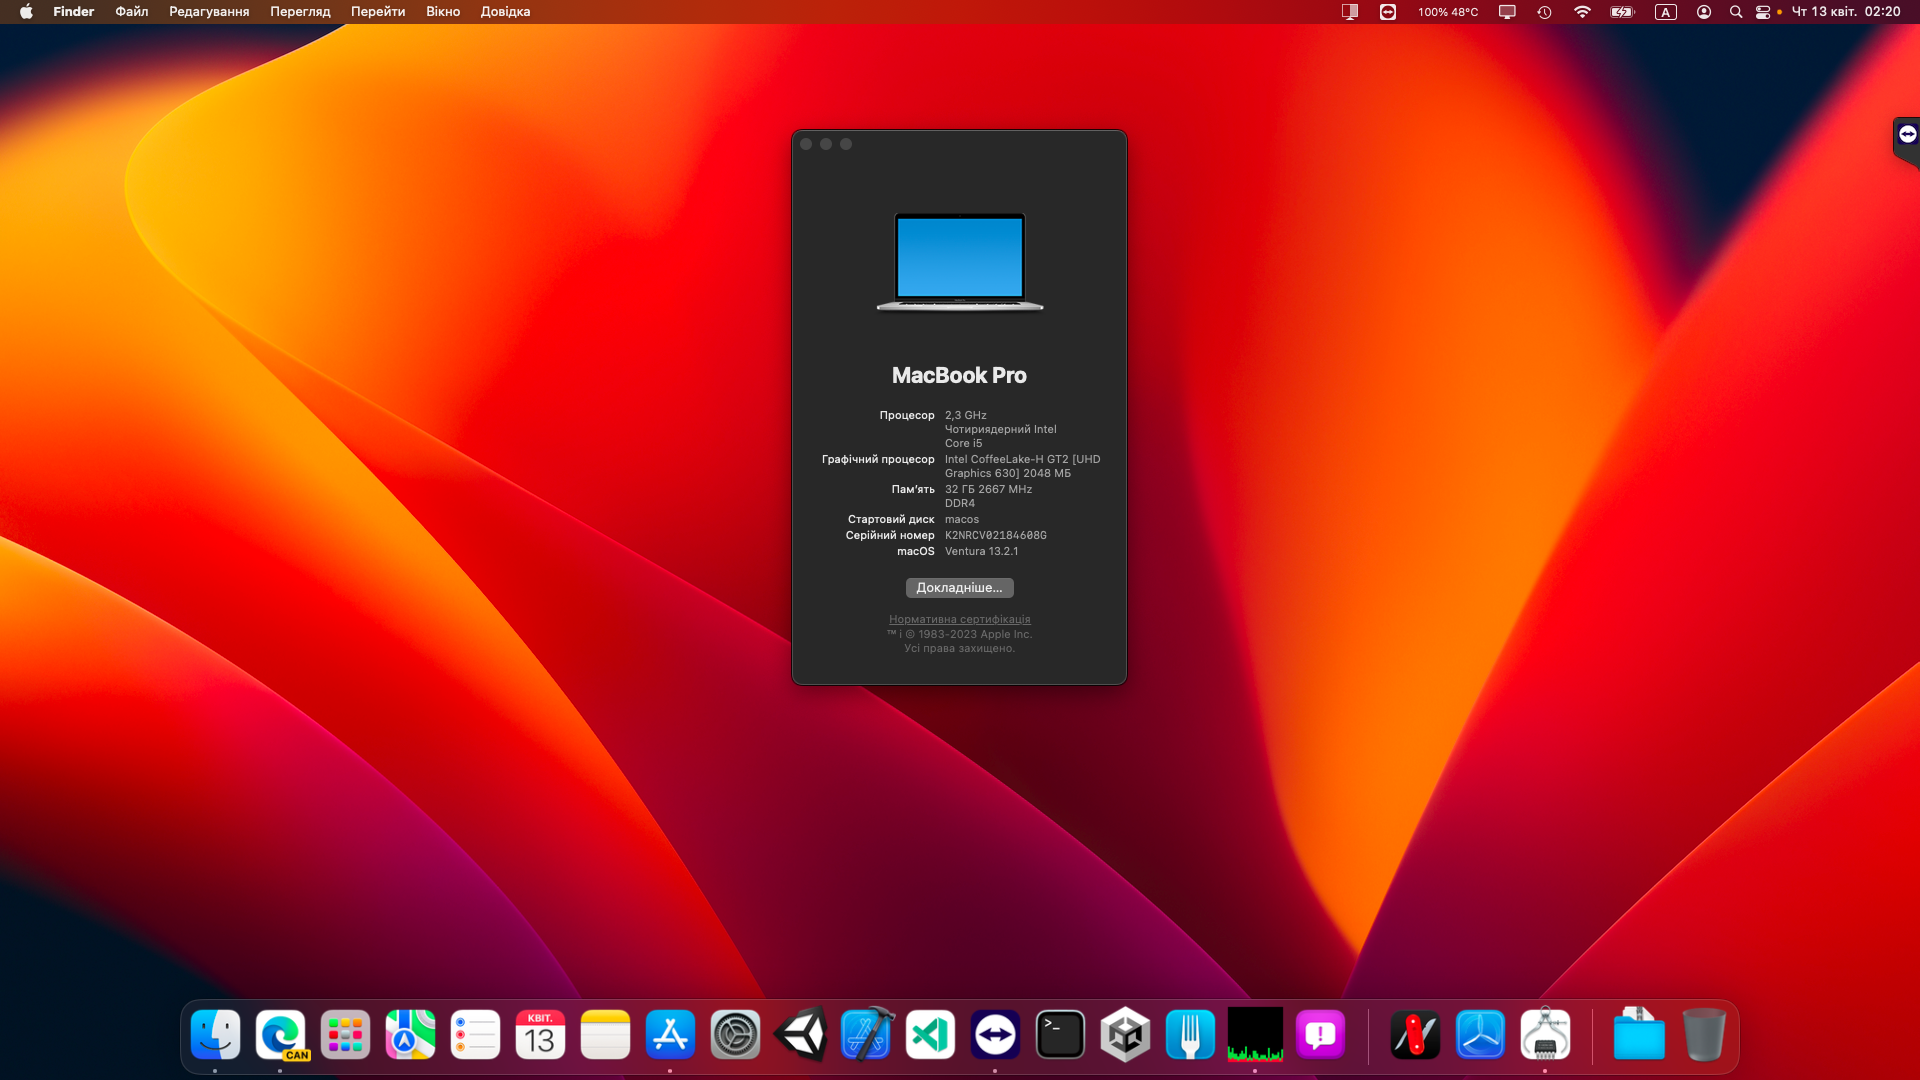 Finder Файл Редагування Перегляд Перейти Вікно Довідка
100% 48°C A Чт 13 квіт. 02:20
MacBook Pro
Процесор 2,3 GHz
Чотириядерний Intel
Core i5
Графічний процесор Intel CoffeeLake-H GT2 [UHD
Graphics 630] 2048 МБ
Пам'ять 32 ГБ 2667 MHz
DDR4
Стартовий диск macos
Серійний номер K2NRCV02184608G
macOS Ventura 13.2.1
Докладніше...
Нормативна сертифікація
™ і © 1983-2023 Apple Inc.
Усі права захищено.
CAN
КВІТ.
13
>_